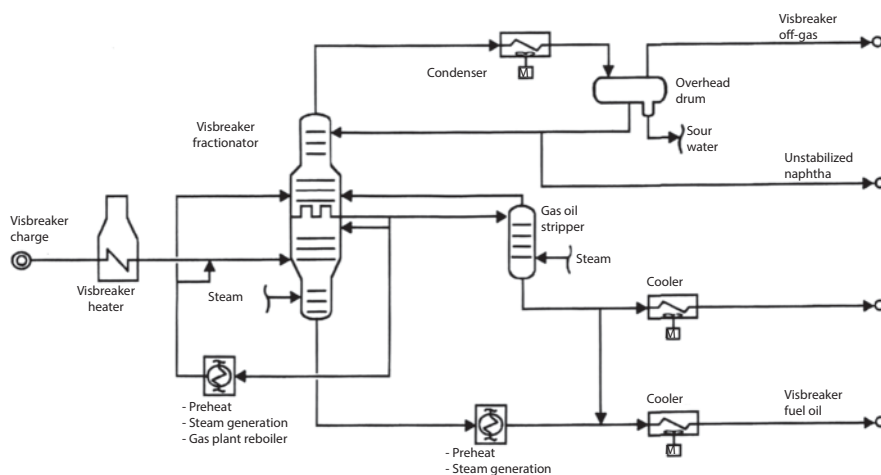 Visbreaker
off-gas
Condenser
M
Overhead
drum
Visbreaker
fractionator
Sour
water
Unstabilized
naphtha
Visbreaker
charge
Gas oil
stripper
Steam
Visbreaker
heater
Steam
Cooler
M
- Preheat
- Steam generation
- Gas plant reboiler
Cooler
Visbreaker
fuel oil
M
- Preheat
- Steam generation